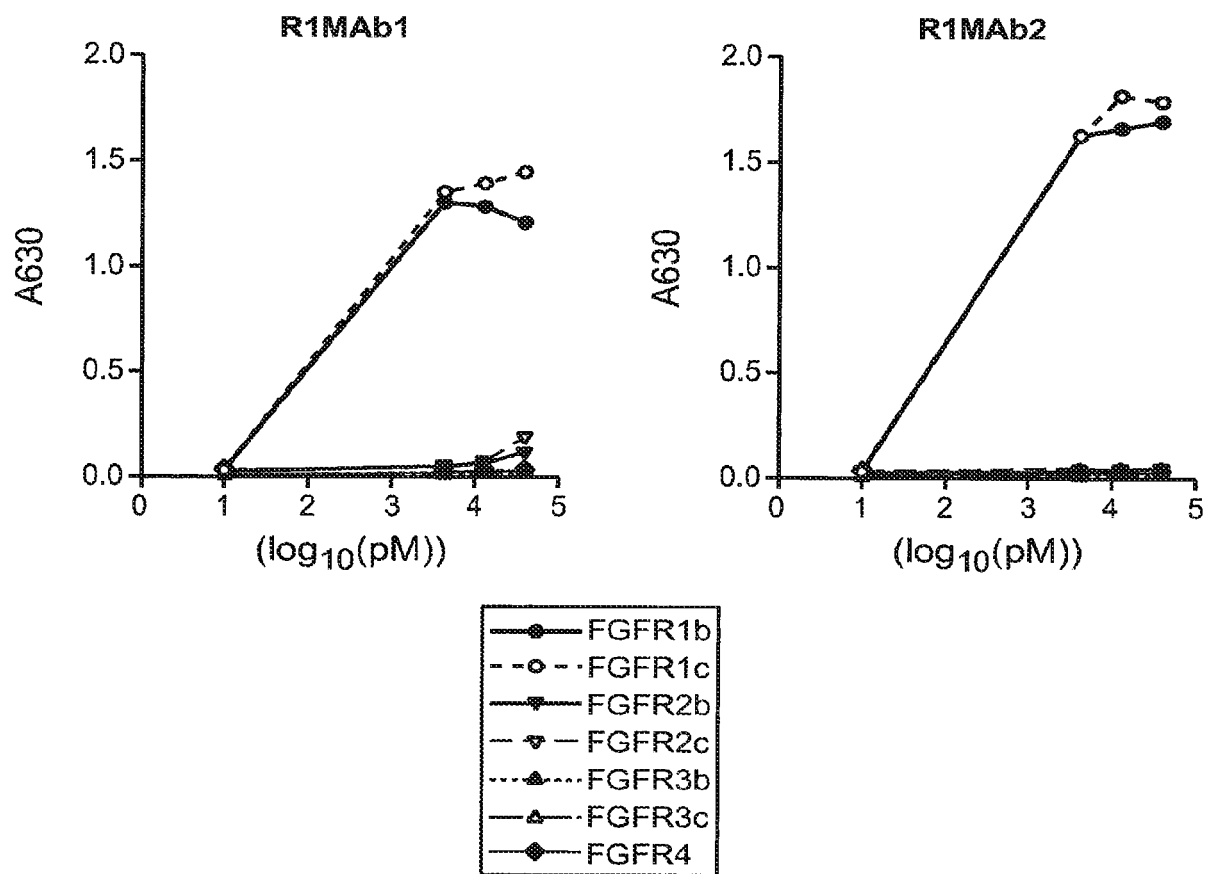 R1MAb1
2.0
1.5
1.0
0.5
0.0
A630
0 1 2 3 4 5
(log10(pM))
R1MAb2
2.0
1.5
1.0
0.5
0.0
A630
0 1 2 3 4 5
(log10(pM))
FGFR1b
FGFR1c
FGFR2b
FGFR2c
FGFR3b
FGFR3c
FGFR4